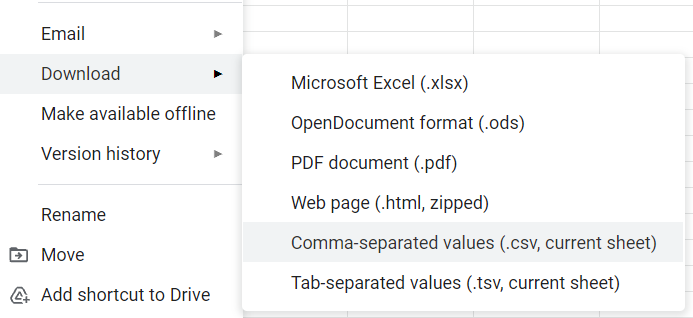 Email
Download
Make available offline
Version history
Rename
Move
Add shortcut to Drive
Microsoft Excel (.xlsx)
OpenDocument format (.ods)
PDF document (.pdf)
Web page (.html, zipped)
Comma-separated values (.csv, current sheet)
Tab-separated values (.tsv, current sheet)